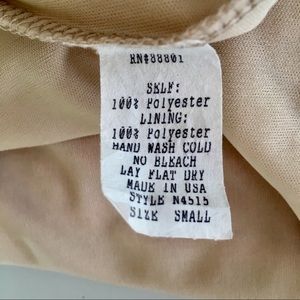 RN#88801
SELF:
100% Polyester
LINING:
100% Polyester
HAND WASH COLD
NO BLEACH
LAY FLAT DRY
MADE IN USA
STYLE N4515
SIZE SMALL